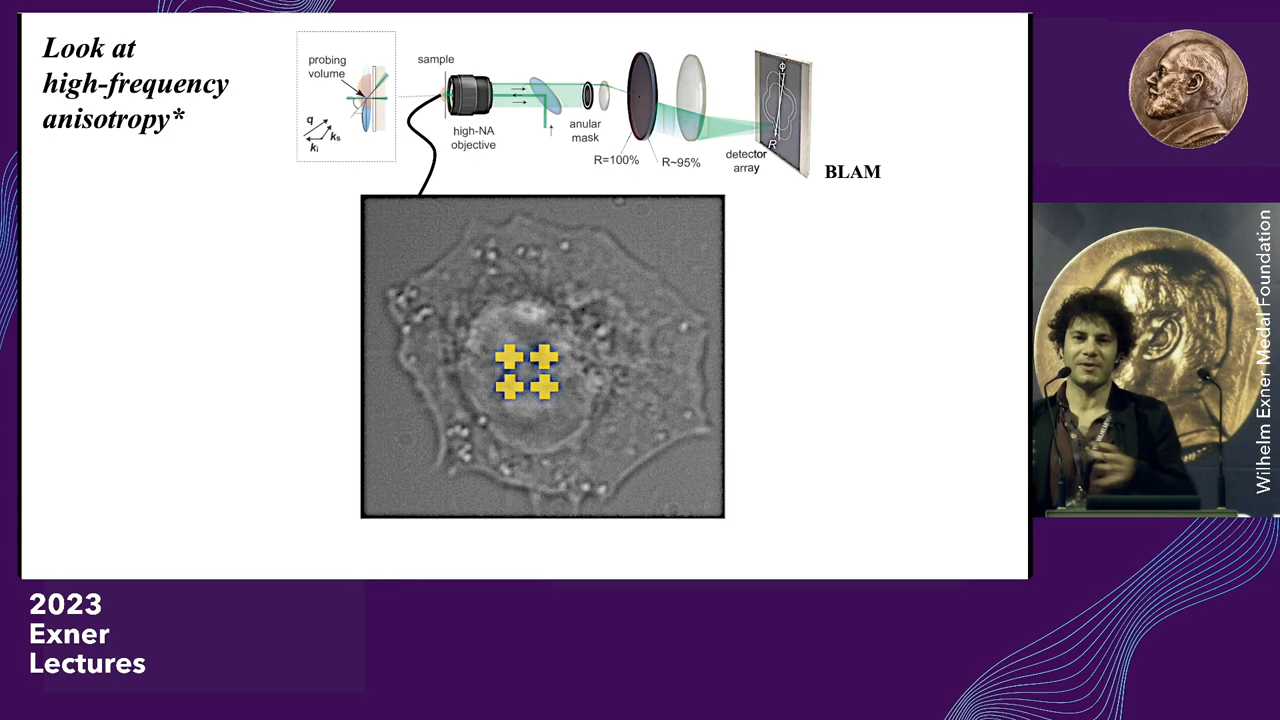 Look at
high-frequency
anisotropy*
probing
volume
q
ks
ki
sample
high-NA
objective
anular
mask
R=100%
R~95%
detector
array
Φ
R
BLAM
Wilhelm Exner Medal Foundation
2023
Exner
Lectures